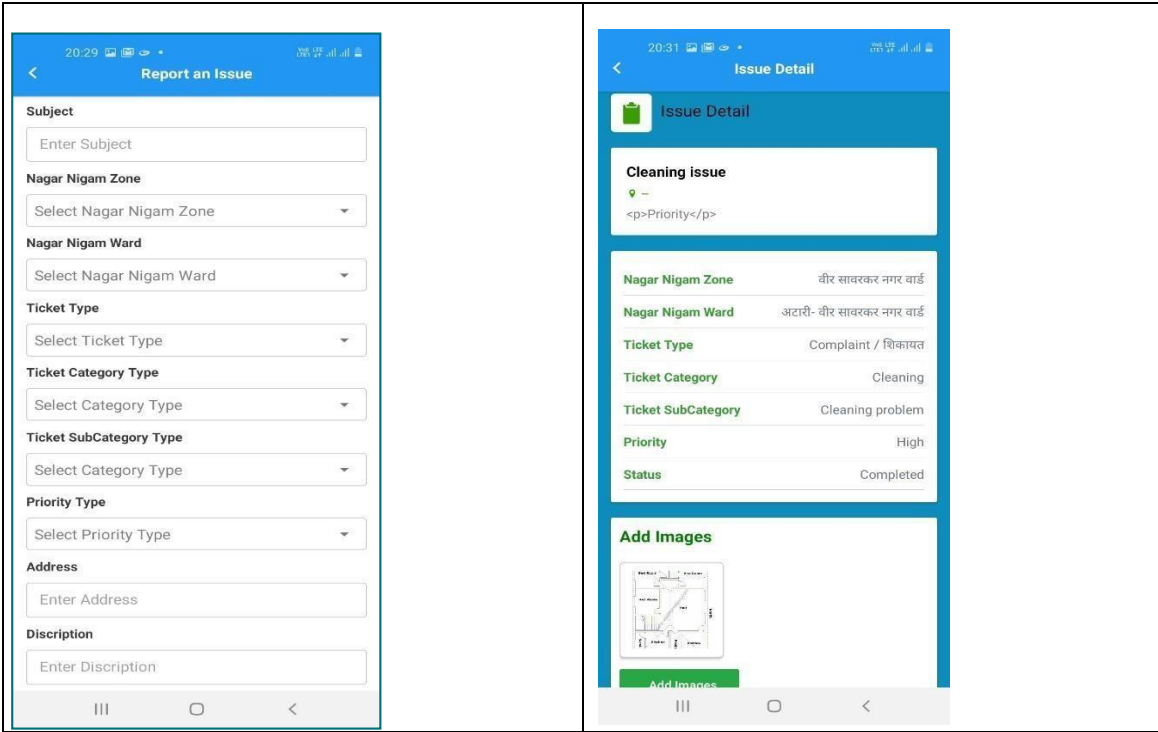 20:29
Report an Issue
Subject
Enter Subject
Nagar Nigam Zone
Select Nagar Nigam Zone
Nagar Nigam Ward
Select Nagar Nigam Ward
Ticket Type
Select Ticket Type
Ticket Category Type
Select Category Type
Ticket SubCategory Type
Select Category Type
Priority Type
Select Priority Type
Address
Enter Address
Discription
Enter Discription
20:31
Issue Detail
Issue Detail
Cleaning issue
–
<p>Priority</p>
Nagar Nigam Zone वीर सावरकर नगर वार्ड
Nagar Nigam Ward अटारी- वीर सावरकर नगर वार्ड
Ticket Type Complaint / शिकायत
Ticket Category Cleaning
Ticket SubCategory Cleaning problem
Priority High
Status Completed
Add Images
Add Images